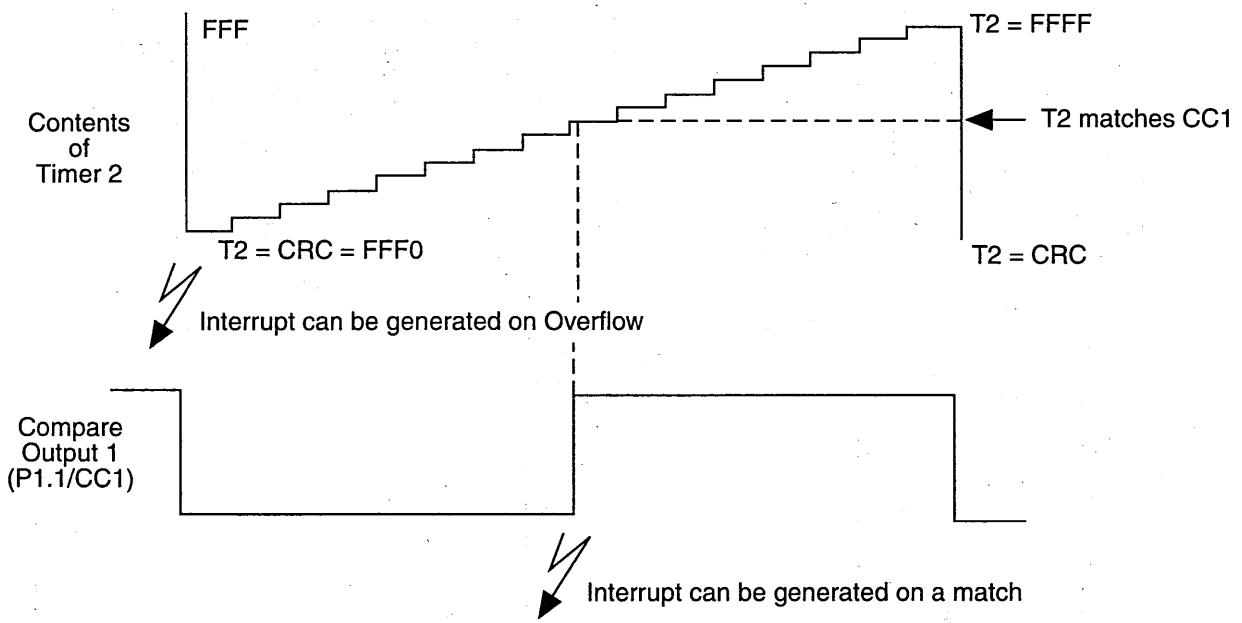 FFF
T2 = FFFF
Contents
of
Timer 2
T2 matches CC1
T2 = CRC = FFF0
T2 = CRC
Interrupt can be generated on Overflow
Compare
Output 1
(P1.1/CC1)
Interrupt can be generated on a match